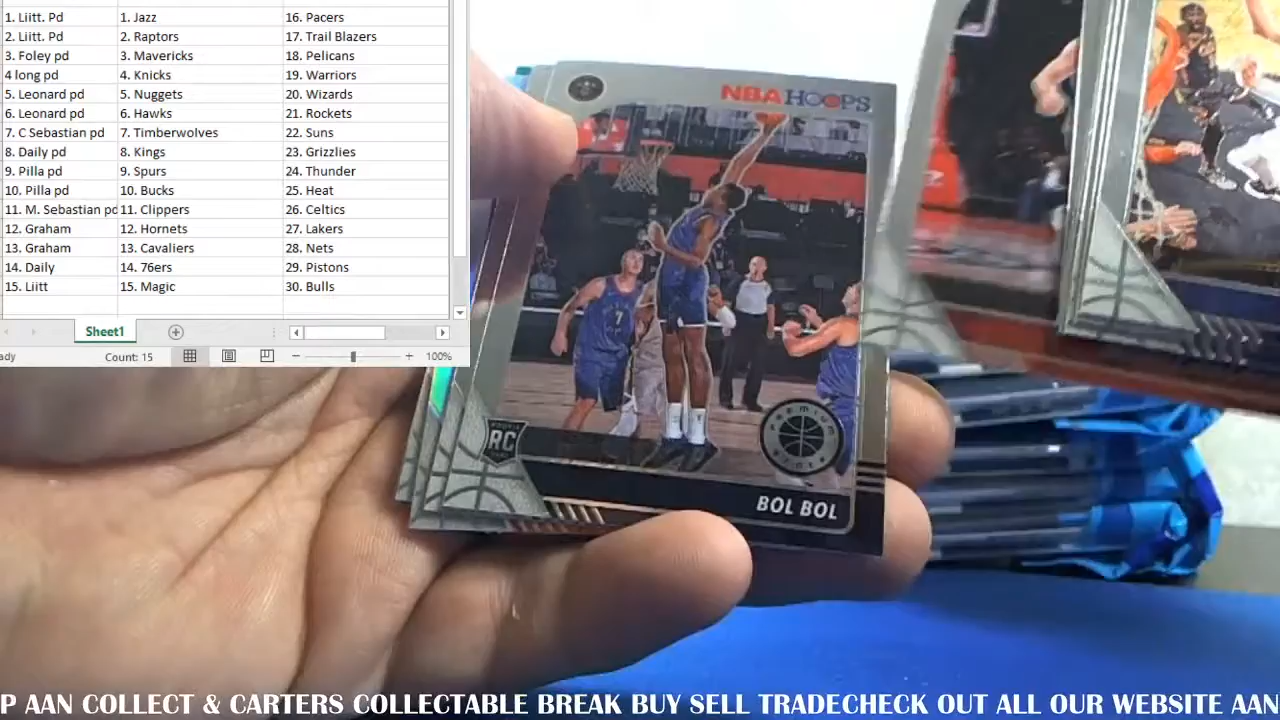 1. Liitt. Pd 1. Jazz 16. Pacers
2. Liitt. Pd 2. Raptors 17. Trail Blazers
3. Foley pd 3. Mavericks 18. Pelicans
4 long pd 4. Knicks 19. Warriors
5. Leonard pd 5. Nuggets 20. Wizards
6. Leonard pd 6. Hawks 21. Rockets
7. C Sebastian pd 7. Timberwolves 22. Suns
8. Daily pd 8. Kings 23. Grizzlies
9. Pilla pd 9. Spurs 24. Thunder
10. Pilla pd 10. Bucks 25. Heat
11. M. Sebastian pd 11. Clippers 26. Celtics
12. Graham 12. Hornets 27. Lakers
13. Graham 13. Cavaliers 28. Nets
14. Daily 14. 76ers 29. Pistons
15. Liitt 15. Magic 30. Bulls
Sheet1
ady Count: 15 100%
NBA HOOPS
7
RC
PREMIUM
STOCK
BOL BOL
P AAN COLLECT & CARTERS COLLECTABLE BREAK BUY SELL TRADECHECK OUT ALL OUR WEBSITE AAN